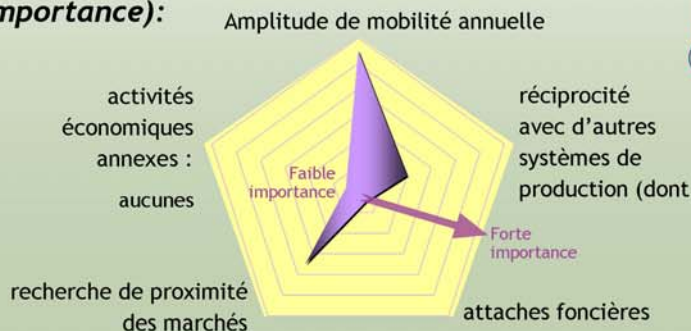 mportance):
Amplitude de mobilité annuelle
activités
économiques
annexes :
aucunes
réciprocité
avec d'autres
systèmes de
production (dont
Faible
importance
Forte
importance
recherche de proximité
des marchés
attaches foncières